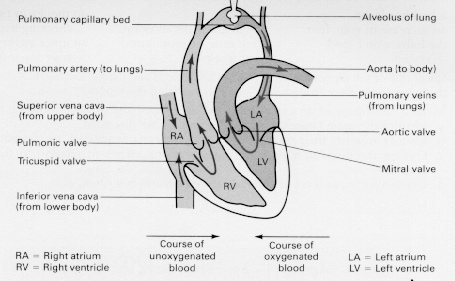 Pulmonary capillary bed
Alveolus of lung
Pulmonary artery (to lungs)
Aorta (to body)
Pulmonary veins
(from lungs)
Superior vena cava
(from upper body)
RA
LA
Aortic valve
Pulmonic valve
Tricuspid valve
Mitral valve
LV
RV
Inferior vena cava
(from lower body)
Course of
unoxygenated
blood
Course of
oxygenated
blood
RA = Right atrium
RV = Right ventricle
LA = Left atrium
LV = Left ventricle